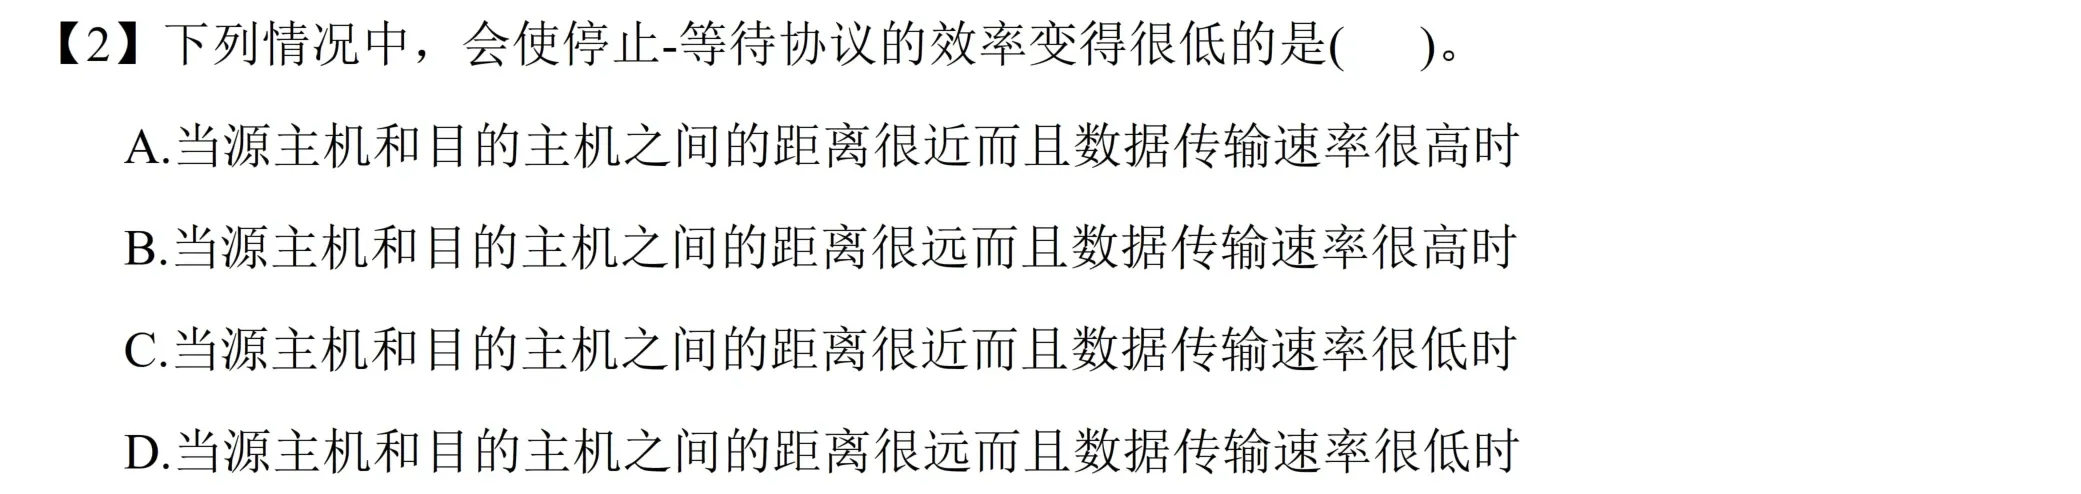 【2】下列情况中，会使停止-等待协议的效率变得很低的是(　　)。
A.当源主机和目的主机之间的距离很近而且数据传输速率很高时
B.当源主机和目的主机之间的距离很远而且数据传输速率很高时
C.当源主机和目的主机之间的距离很近而且数据传输速率很低时
D.当源主机和目的主机之间的距离很远而且数据传输速率很低时